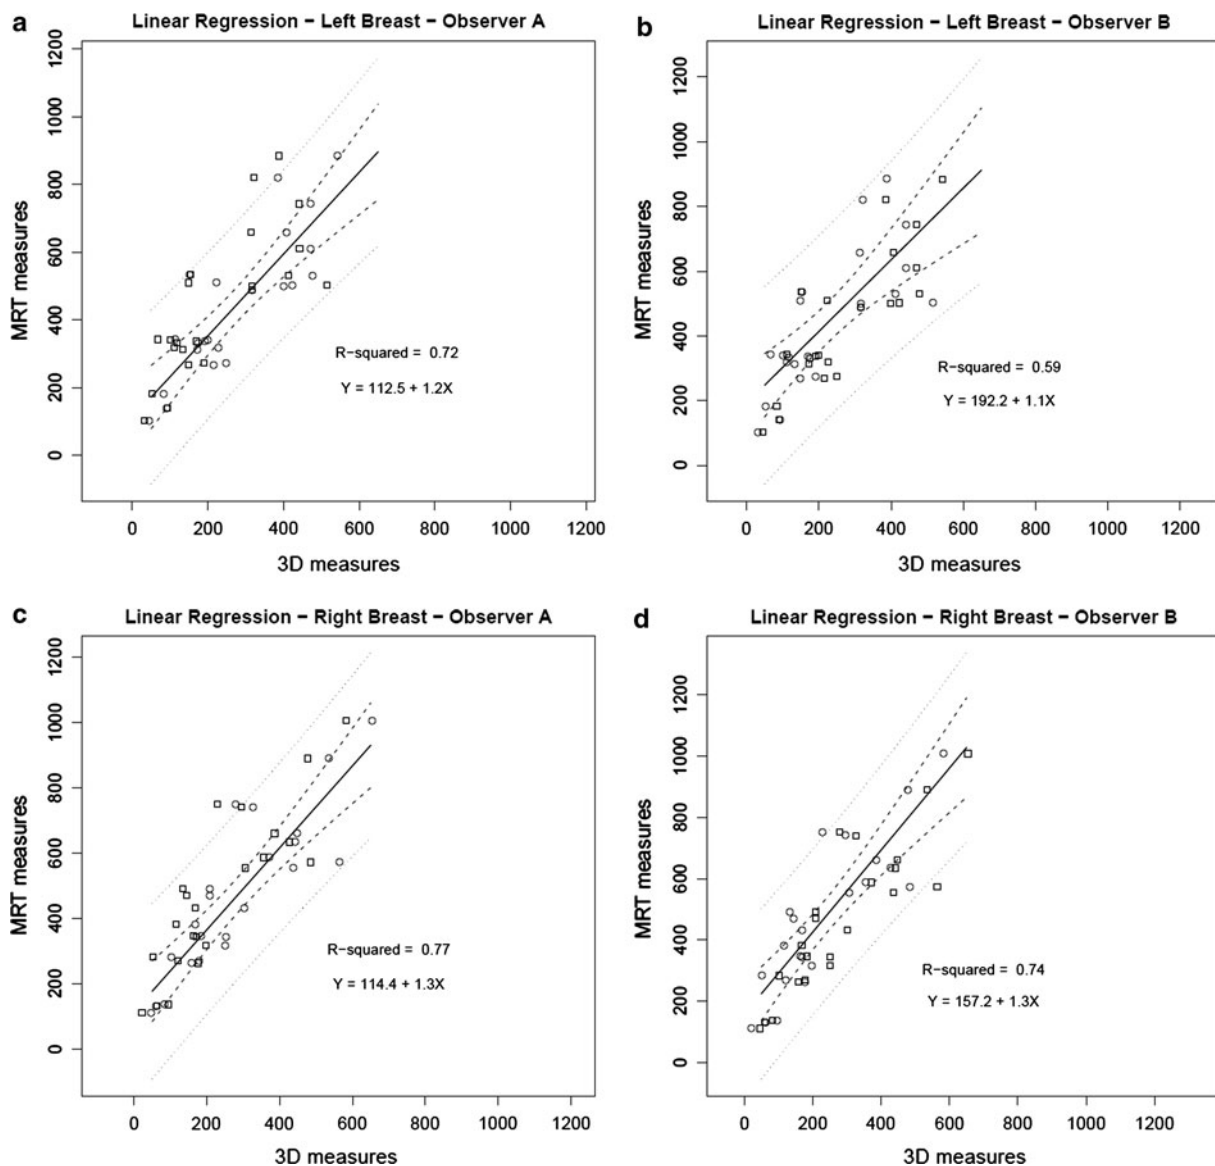 a
Linear Regression − Left Breast − Observer A
MRT measures
1200
1000
800
600
400
200
0
R−squared = 0.72
Y = 112.5 + 1.2X
0 200 400 600 800 1000 1200
3D measures
b
Linear Regression − Left Breast − Observer B
MRT measures
1200
1000
800
600
400
200
0
R−squared = 0.59
Y = 192.2 + 1.1X
0 200 400 600 800 1000 1200
3D measures
c
Linear Regression − Right Breast − Observer A
MRT measures
1200
1000
800
600
400
200
0
R−squared = 0.77
Y = 114.4 + 1.3X
0 200 400 600 800 1000 1200
3D measures
d
Linear Regression − Right Breast − Observer B
MRT measures
1200
1000
800
600
400
200
0
R−squared = 0.74
Y = 157.2 + 1.3X
0 200 400 600 800 1000 1200
3D measures